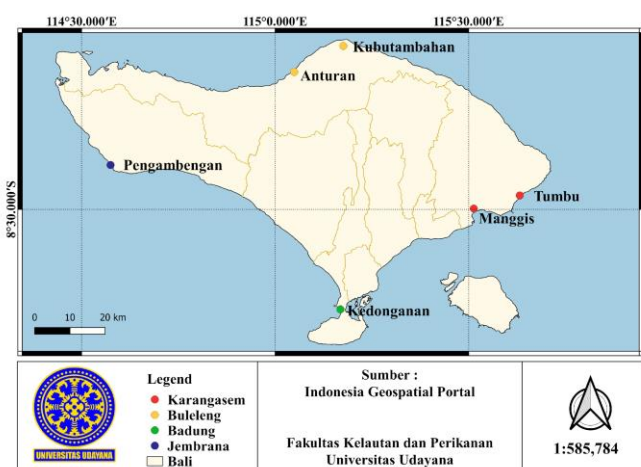 114°30.000'E 115°0.000'E 115°30.000'E
Kubutambahan
Anturan
Pengambengan
Tumbu
8°30.000'S
Manggis
Kedonganan
0 10 20 km
Legend
Karangasem
Buleleng
Badung
Jembrana
Bali
UNIVERSITAS UDAYANA
Sumber :
Indonesia Geospatial Portal
Fakultas Kelautan dan Perikanan
Universitas Udayana
1:585,784